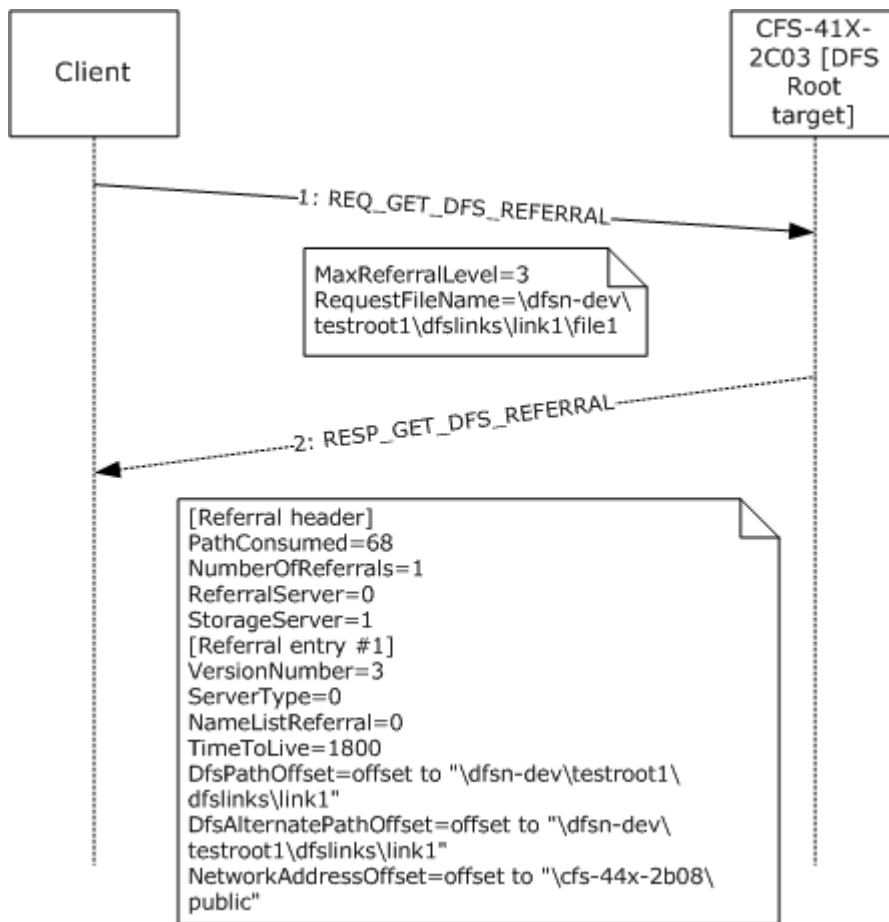 Client
CFS-41X-
2C03 [DFS
Root
target]
1: REQ_GET_DFS_REFERRAL
MaxReferralLevel=3
RequestFileName=\dfsn-dev\
testroot1\dfslinks\link1\file1
2: RESP_GET_DFS_REFERRAL
[Referral header]
PathConsumed=68
NumberOfReferrals=1
ReferralServer=0
StorageServer=1
[Referral entry #1]
VersionNumber=3
ServerType=0
NameListReferral=0
TimeToLive=1800
DfsPathOffset=offset to "\dfsn-dev\testroot1\
dfslinks\link1"
DfsAlternatePathOffset=offset to "\dfsn-dev\
testroot1\dfslinks\link1"
NetworkAddressOffset=offset to "\cfs-44x-2b08\
public"